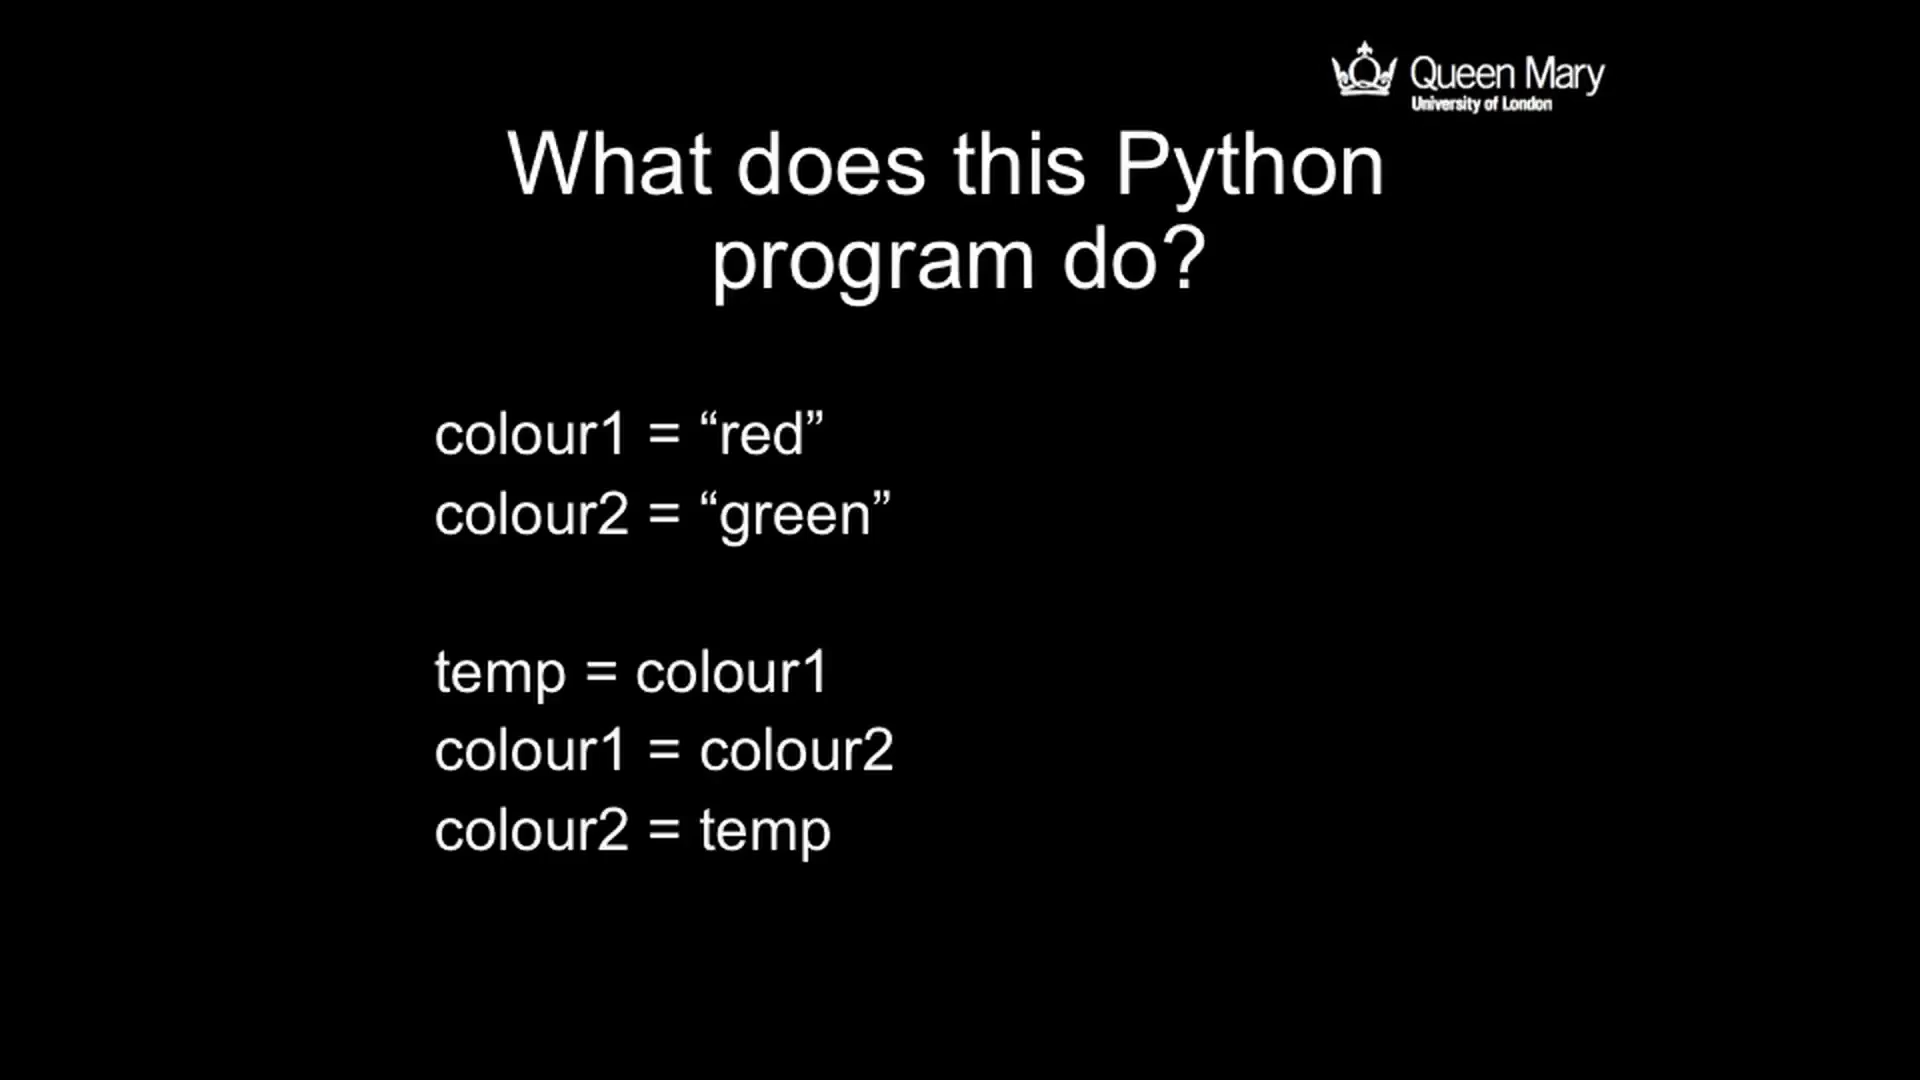 Queen Mary
University of London
What does this Python
program do?
colour1 = “red”
colour2 = “green”
temp = colour1
colour1 = colour2
colour2 = temp